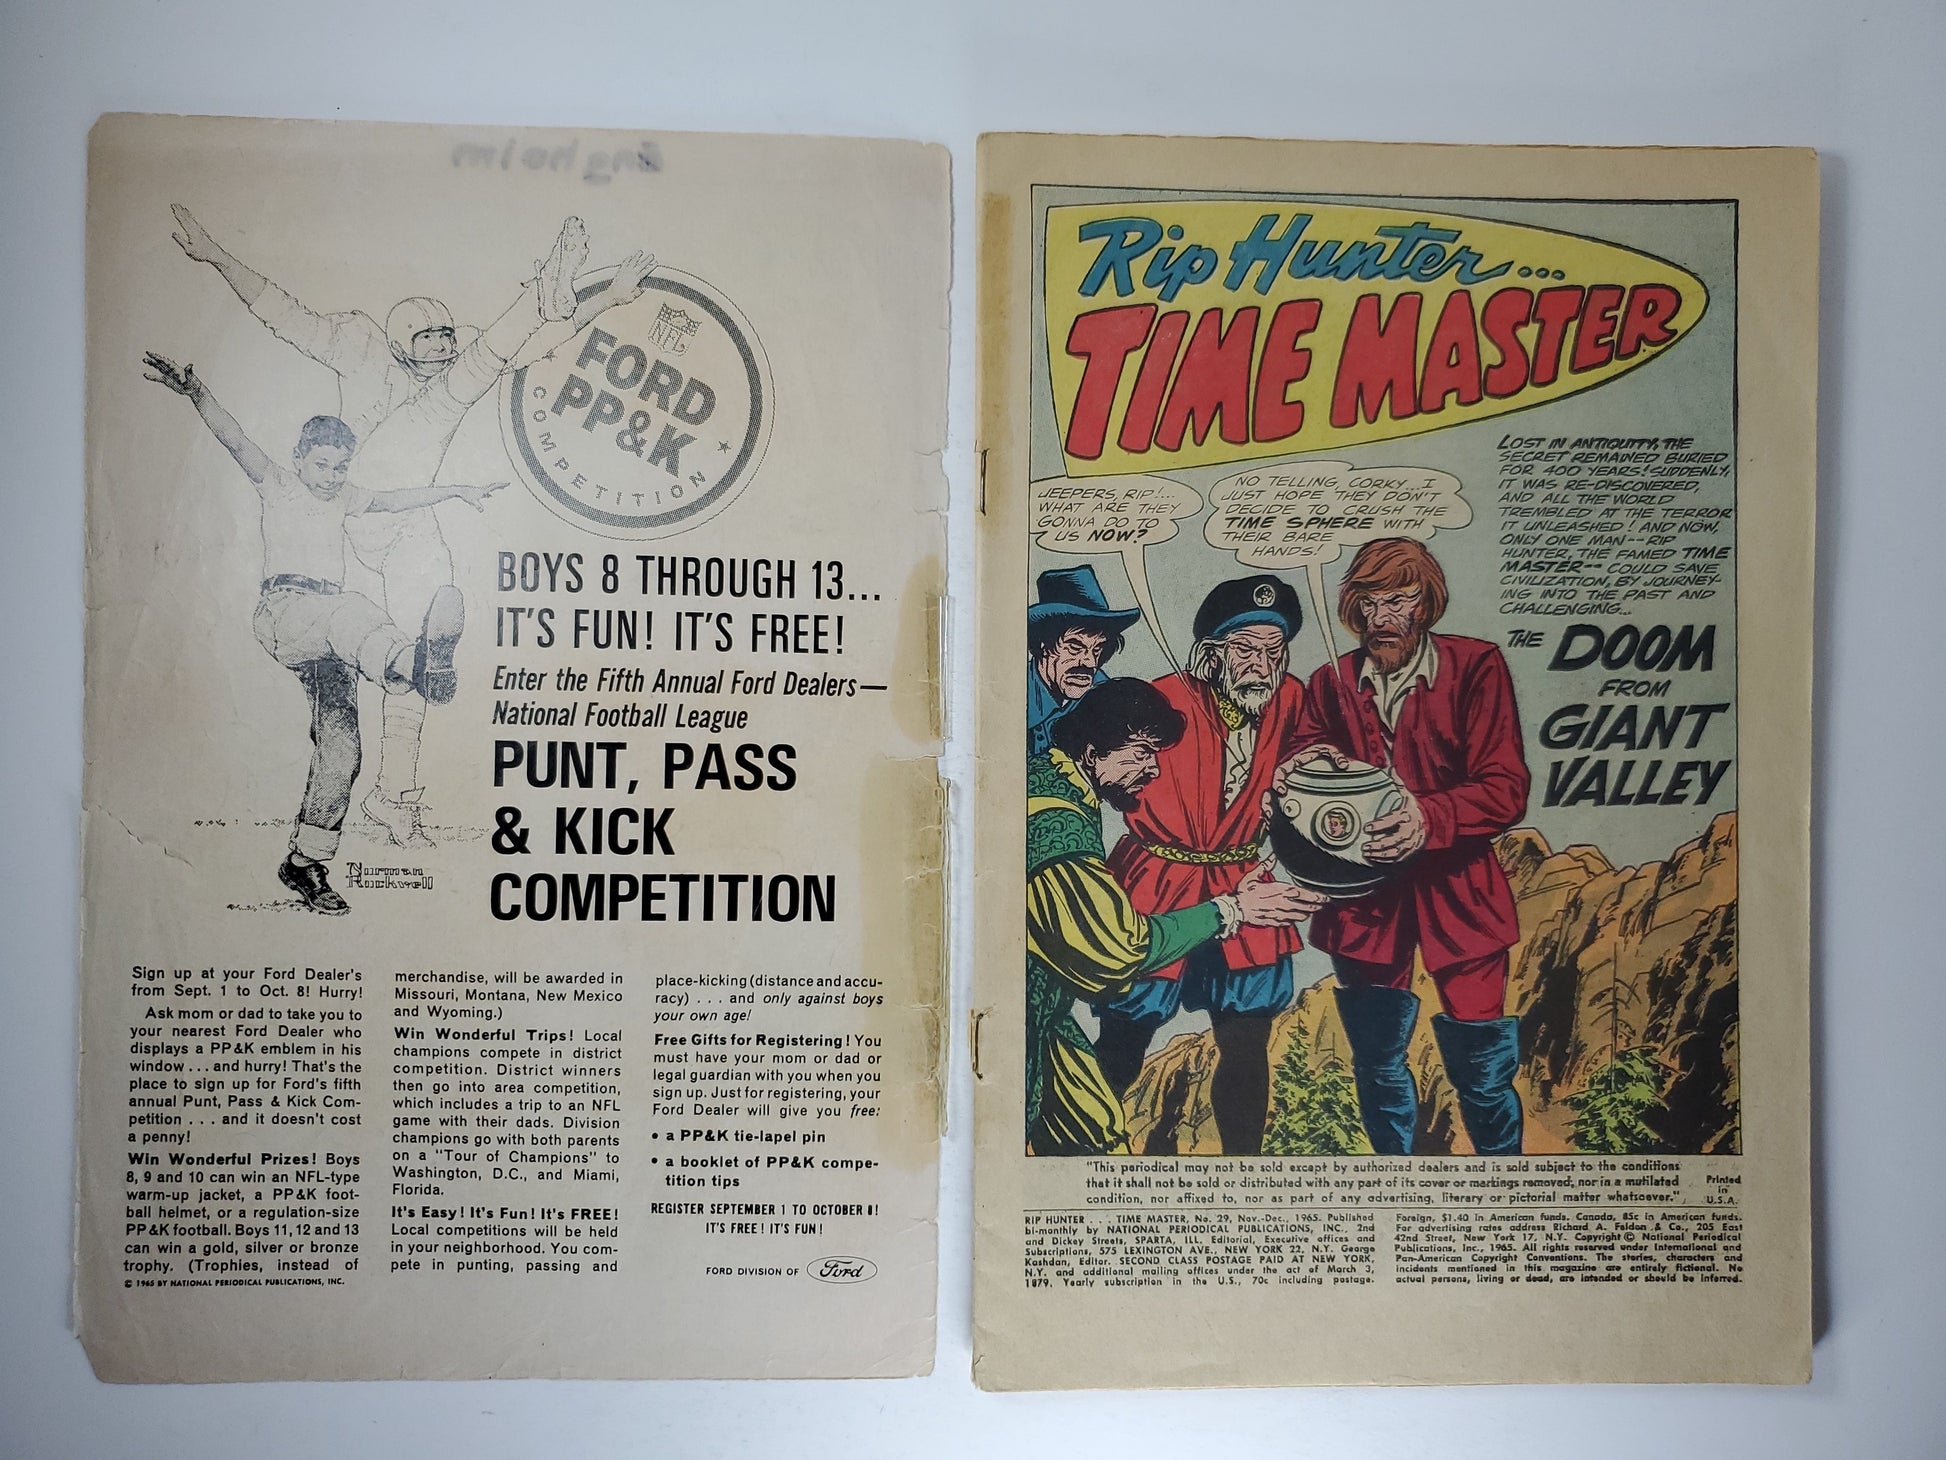 Engholm
NFL
FORD
PP&K
COMPETITION
BOYS 8 THROUGH 13...
IT'S FUN! IT'S FREE!
Enter the Fifth Annual Ford Dealers—
National Football League
PUNT, PASS
& KICK
COMPETITION
Norman
Rockwell
Sign up at your Ford Dealer's
from Sept. 1 to Oct. 8! Hurry!
Ask mom or dad to take you to
your nearest Ford Dealer who
displays a PP&K emblem in his
window . . . and hurry! That's the
place to sign up for Ford's fifth
annual Punt, Pass & Kick Com-
petition . . . and it doesn't cost
a penny!
Win Wonderful Prizes! Boys
8, 9 and 10 can win an NFL-type
warm-up jacket, a PP&K foot-
ball helmet, or a regulation-size
PP&K football. Boys 11, 12 and 13
can win a gold, silver or bronze
trophy. (Trophies, instead of
© 1965 BY NATIONAL PERIODICAL PUBLICATIONS, INC.
merchandise, will be awarded in
Missouri, Montana, New Mexico
and Wyoming.)
Win Wonderful Trips! Local
champions compete in district
competition. District winners
then go into area competition,
which includes a trip to an NFL
game with their dads. Division
champions go with both parents
on a "Tour of Champions" to
Washington, D.C., and Miami,
Florida.
It's Easy! It's Fun! It's FREE!
Local competitions will be held
in your neighborhood. You com-
pete in punting, passing and
place-kicking (distance and accu-
racy) . . . and only against boys
your own age!
Free Gifts for Registering! You
must have your mom or dad or
legal guardian with you when you
sign up. Just for registering, your
Ford Dealer will give you free:
• a PP&K tie-lapel pin
• a booklet of PP&K compe-
tition tips
REGISTER SEPTEMBER 1 TO OCTOBER 8!
IT'S FREE! IT'S FUN!
FORD DIVISION OF Ford
Rip Hunter...
TIME MASTER
LOST IN ANTIQUITY, THE
SECRET REMAINED BURIED
FOR 400 YEARS! SUDDENLY,
IT WAS RE-DISCOVERED,
AND ALL THE WORLD
TREMBLED AT THE TERROR
IT UNLEASHED! AND NOW,
ONLY ONE MAN--RIP
HUNTER, THE FAMED TIME
MASTER-- COULD SAVE
CIVILIZATION, BY JOURNEY-
ING INTO THE PAST AND
CHALLENGING...
JEEPERS, RIP!...
WHAT ARE THEY
GONNA DO TO
US NOW?
NO TELLING, CORKY...I
JUST HOPE THEY DON'T
DECIDE TO CRUSH THE
TIME SPHERE WITH
THEIR BARE
HANDS!
THE DOOM
FROM
GIANT
VALLEY
"This periodical may not be sold except by authorized dealers and is sold subject to the conditions
that it shall not be sold or distributed with any part of its cover or markings removed, nor in a mutilated
condition, nor affixed to, nor as part of any advertising, literary or pictorial matter whatsoever."
Printed
in
U.S.A.
RIP HUNTER . . . TIME MASTER, No. 29, Nov.-Dec., 1965. Published
bi-monthly by NATIONAL PERIODICAL PUBLICATIONS, INC., 2nd
and Dickey Streets, SPARTA, ILL. Editorial, Executive offices and
Subscriptions, 575 LEXINGTON AVE., NEW YORK 22, N.Y. George
Kashdan, Editor. SECOND CLASS POSTAGE PAID AT NEW YORK,
N.Y. and additional mailing offices under the act of March 3,
1879. Yearly subscription in the U.S., 70c including postage.
Foreign, $1.40 in American funds. Canada, 85c in American funds.
For advertising rates address Richard A. Feldon & Co., 205 East
42nd Street, New York 17, N.Y. Copyright © National Periodical
Publications, Inc., 1965. All rights reserved under International and
Pan-American Copyright Conventions. The stories, characters and
incidents mentioned in this magazine are entirely fictional. No
actual persons, living or dead, are intended or should be inferred.